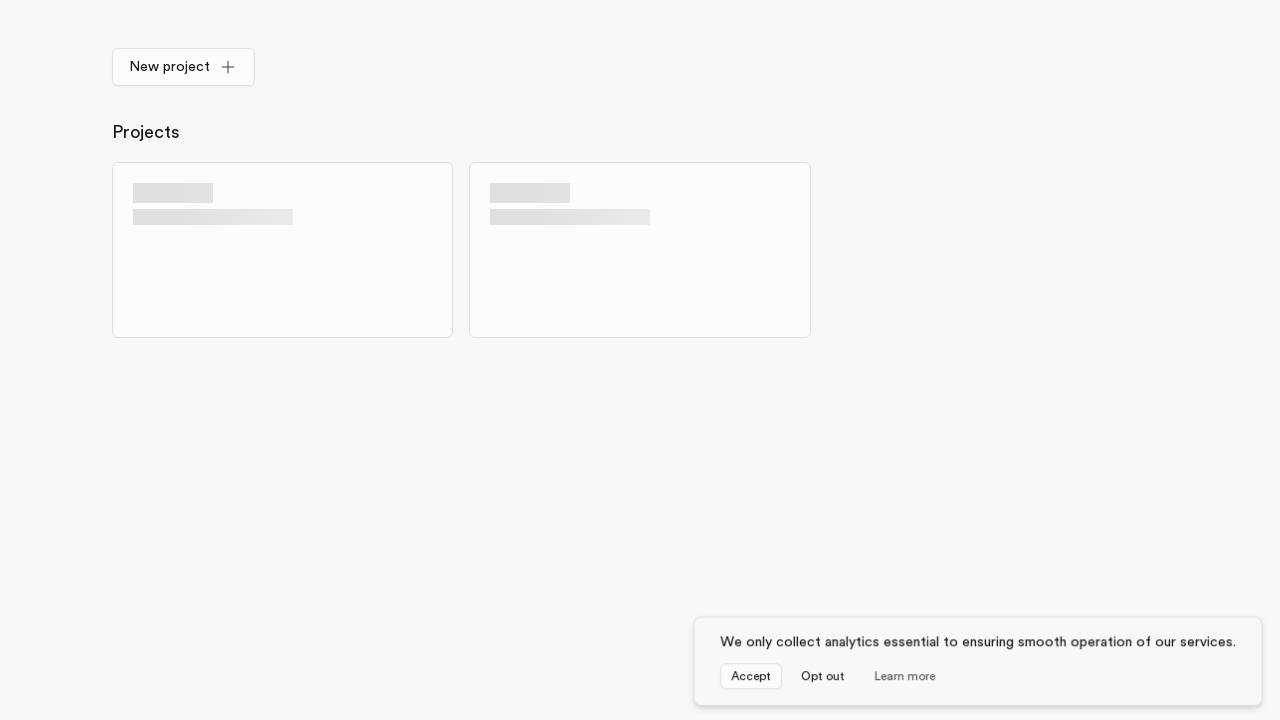 New project
Projects
We only collect analytics essential to ensuring smooth operation of our services.
Accept Opt out Learn more